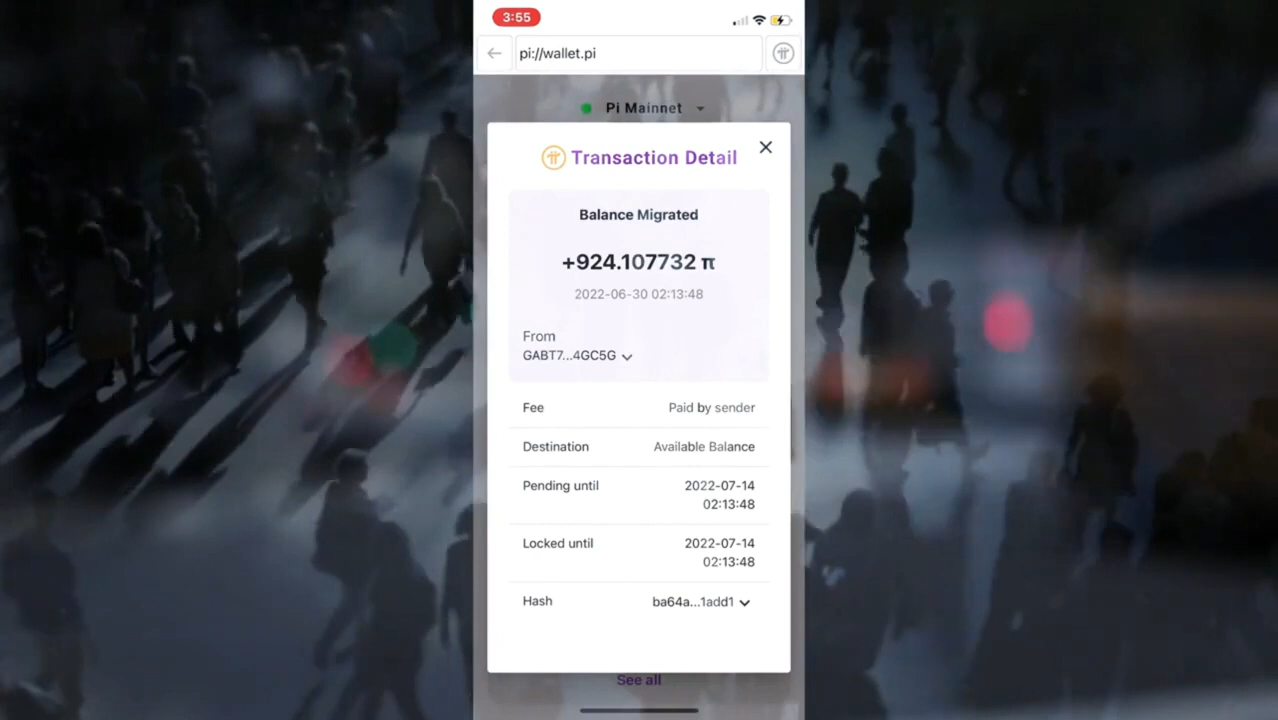 3:55
pi://wallet.pi
Pi Mainnet
Transaction Detail
Balance Migrated
+924.107732 π
2022-06-30 02:13:48
From
GABT7...4GC5G
Fee Paid by sender
Destination Available Balance
Pending until 2022-07-14
02:13:48
Locked until 2022-07-14
02:13:48
Hash ba64a...1add1
See all